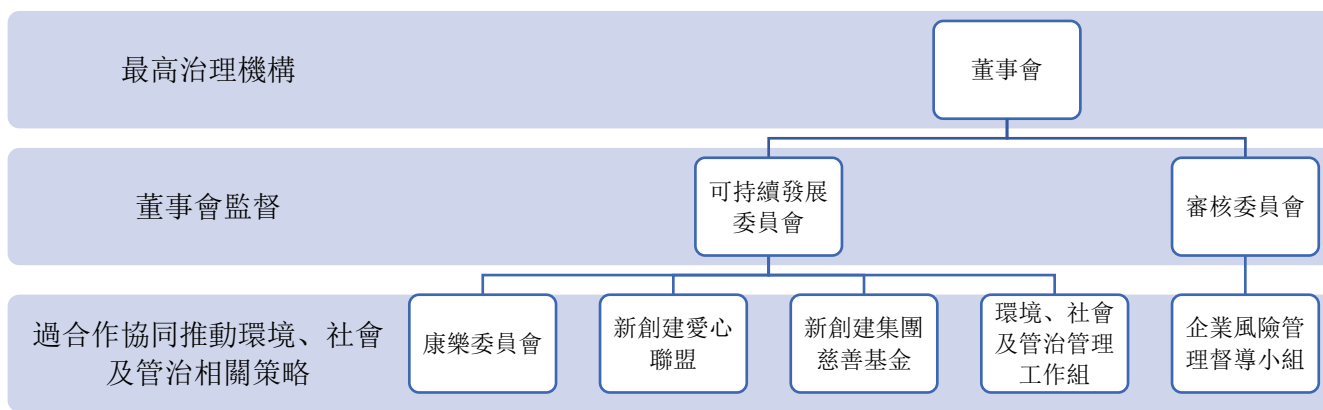 最高治理機構
董事會
董事會監督
可持續發展
委員會
審核委員會
過合作協同推動環境、社會
及管治相關策略
康樂委員會
新創建愛心
聯盟
新創建集團
慈善基金
環境、社會
及管治管理
工作組
企業風險管
理督導小組